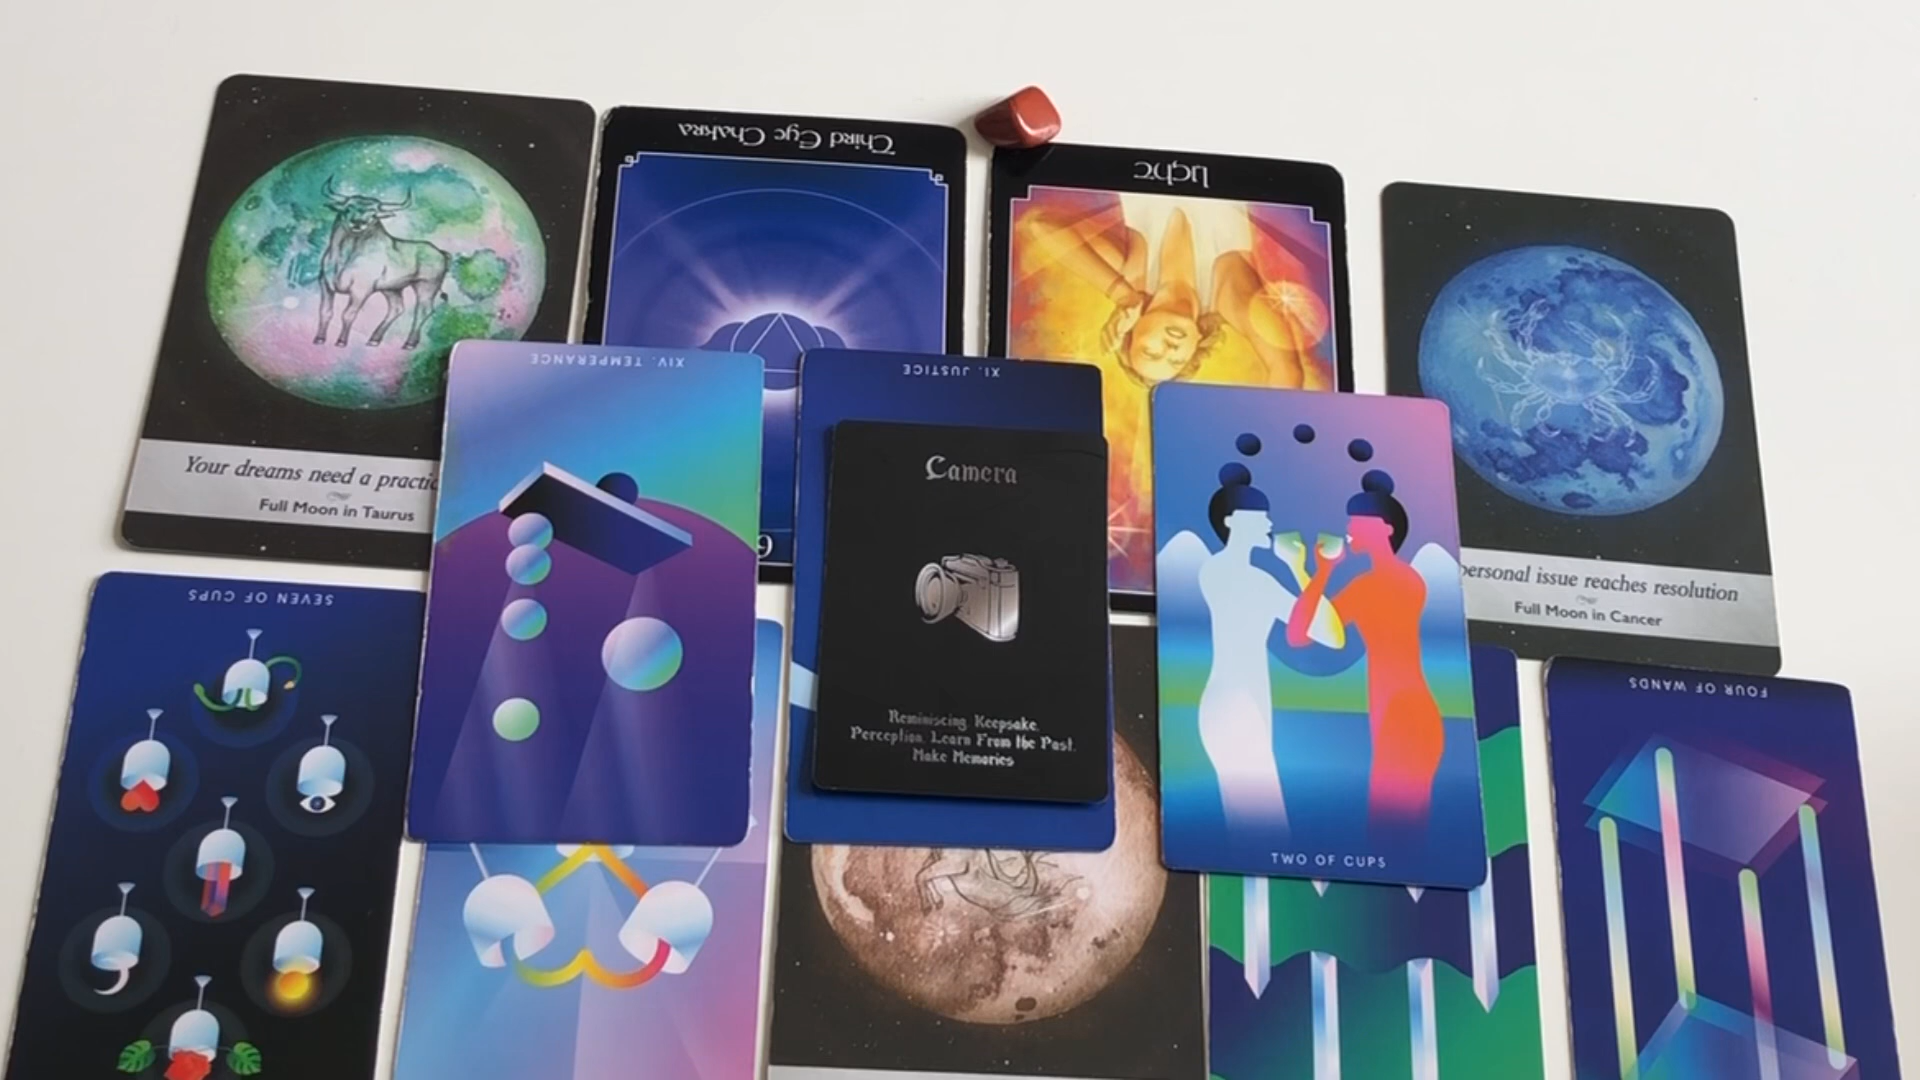 Third Eye Chakra
Light
XIV. TEMPERANCE
XI. JUSTICE
Camera
Your dreams need a practic
Full Moon in Taurus
6
personal issue reaches resolution
Full Moon in Cancer
SEVEN OF CUPS
FOUR OF WANDS
Reminiscing. Keepsake.
Perception. Learn From the Past.
Make Memories
TWO OF CUPS